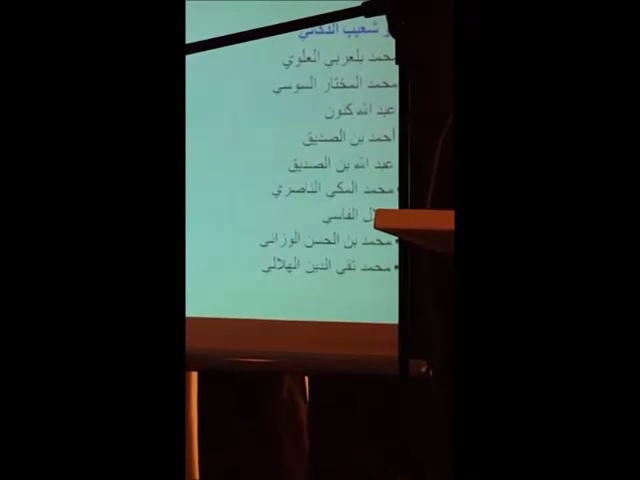 شعيب الدكالي
محمد بلعربي العلوي
محمد المختار السوسي
عبد الله كنون
أحمد بن الصديق
عبد الله بن الصديق
محمد المكي الناصري
الفاسي
محمد بن الحسن الوزاني
محمد تقي الدين الهلالي